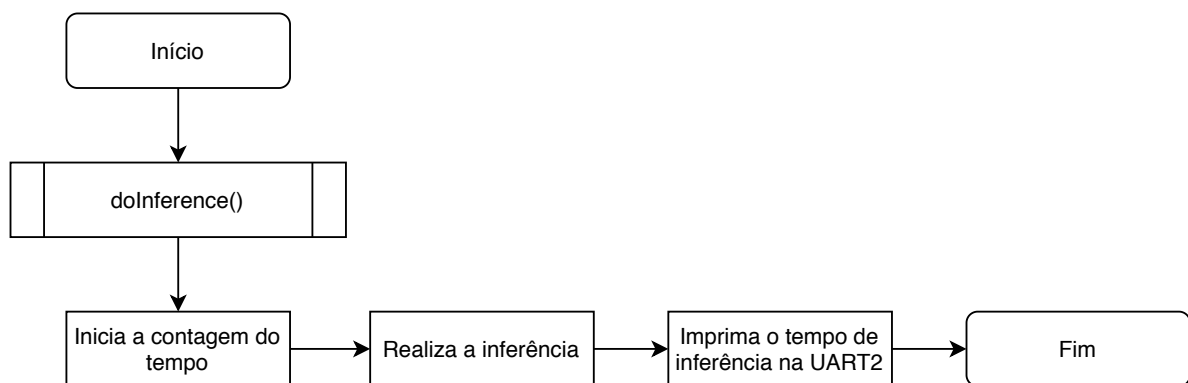 Início
doInference()
Inicia a contagem do
tempo
Realiza a inferência
Imprima o tempo de
inferência na UART2
Fim